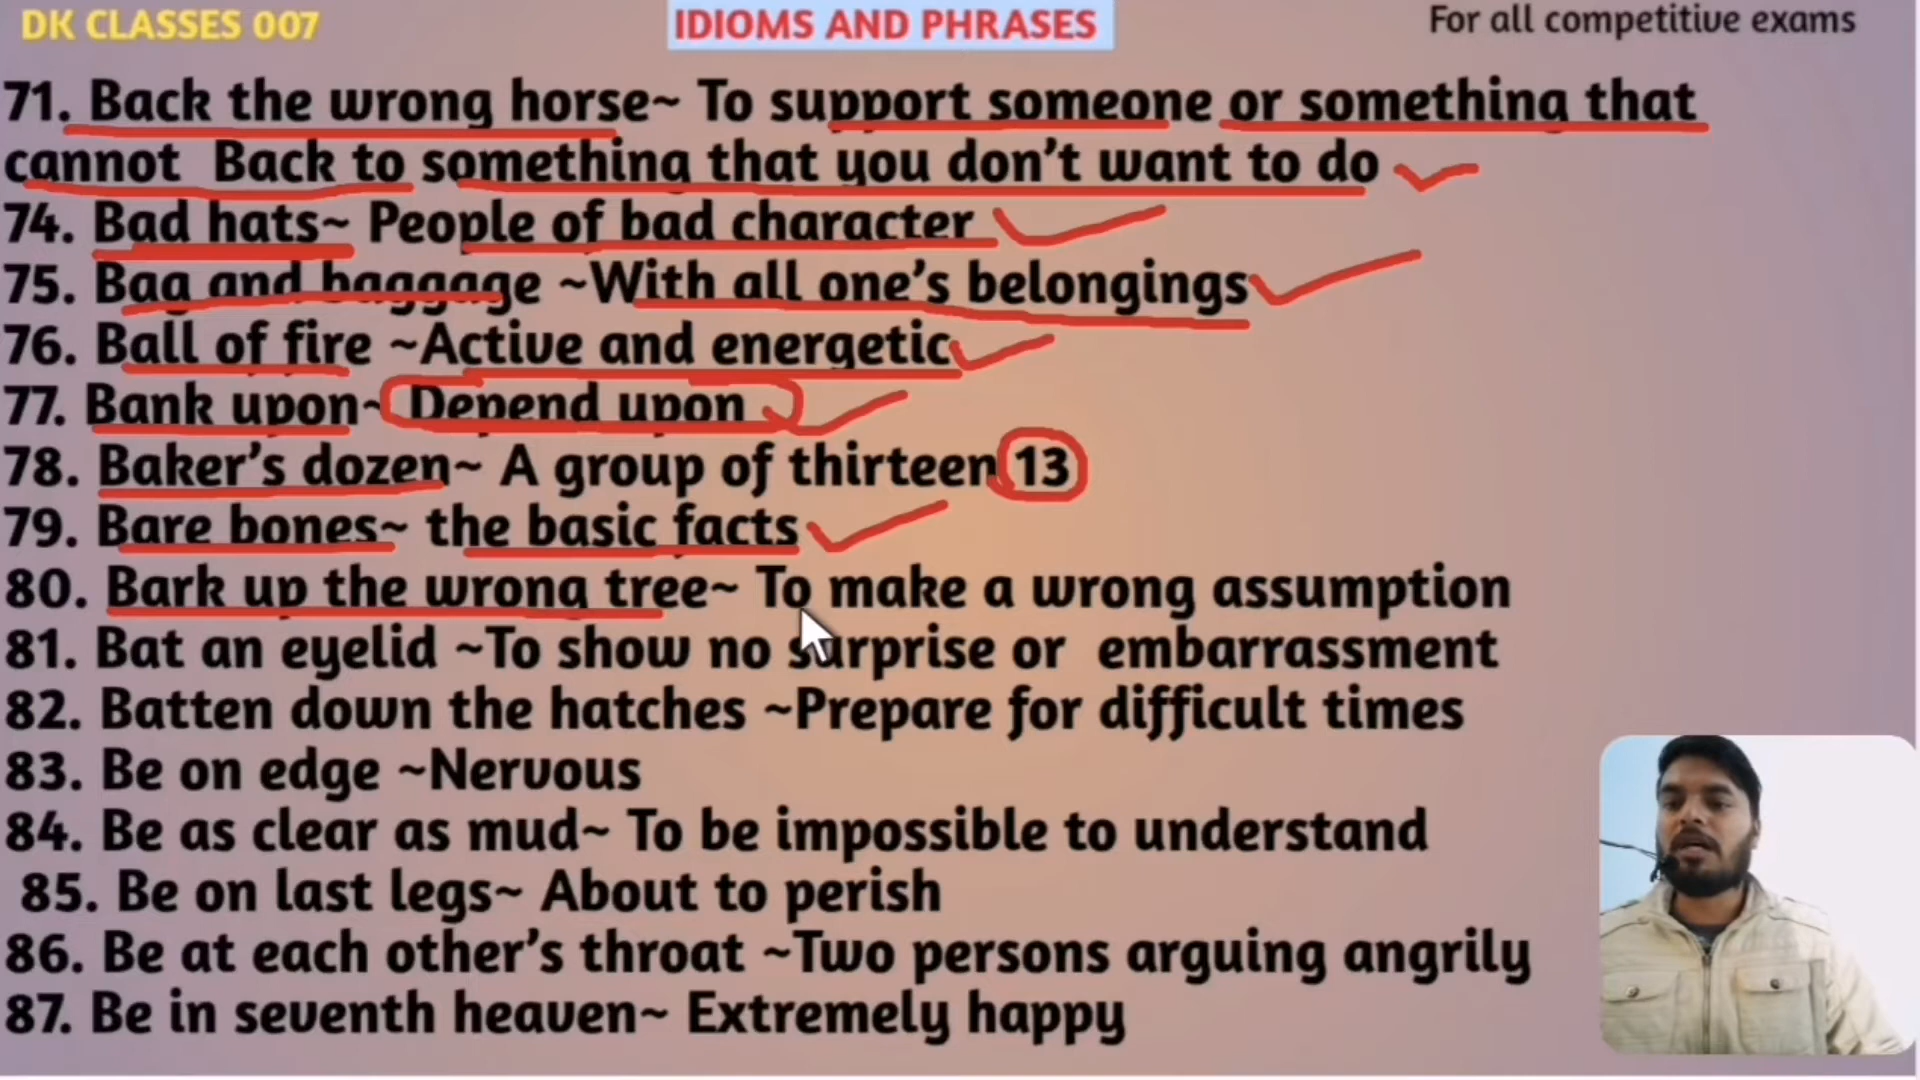 DK CLASSES 007
IDIOMS AND PHRASES
For all competitive exams
71. Back the wrong horse~ To support someone or something that
cannot Back to something that you don't want to do
74. Bad hats~ People of bad character
75. Bag and baggage ~With all one's belongings
76. Ball of fire ~Active and energetic
77. Bank upon~ Depend upon
78. Baker's dozen~ A group of thirteen 13
79. Bare bones~ the basic facts
80. Bark up the wrong tree~ To make a wrong assumption
81. Bat an eyelid ~To show no surprise or embarrassment
82. Batten down the hatches ~Prepare for difficult times
83. Be on edge ~Nervous
84. Be as clear as mud~ To be impossible to understand
85. Be on last legs~ About to perish
86. Be at each other's throat ~Two persons arguing angrily
87. Be in seventh heaven~ Extremely happy